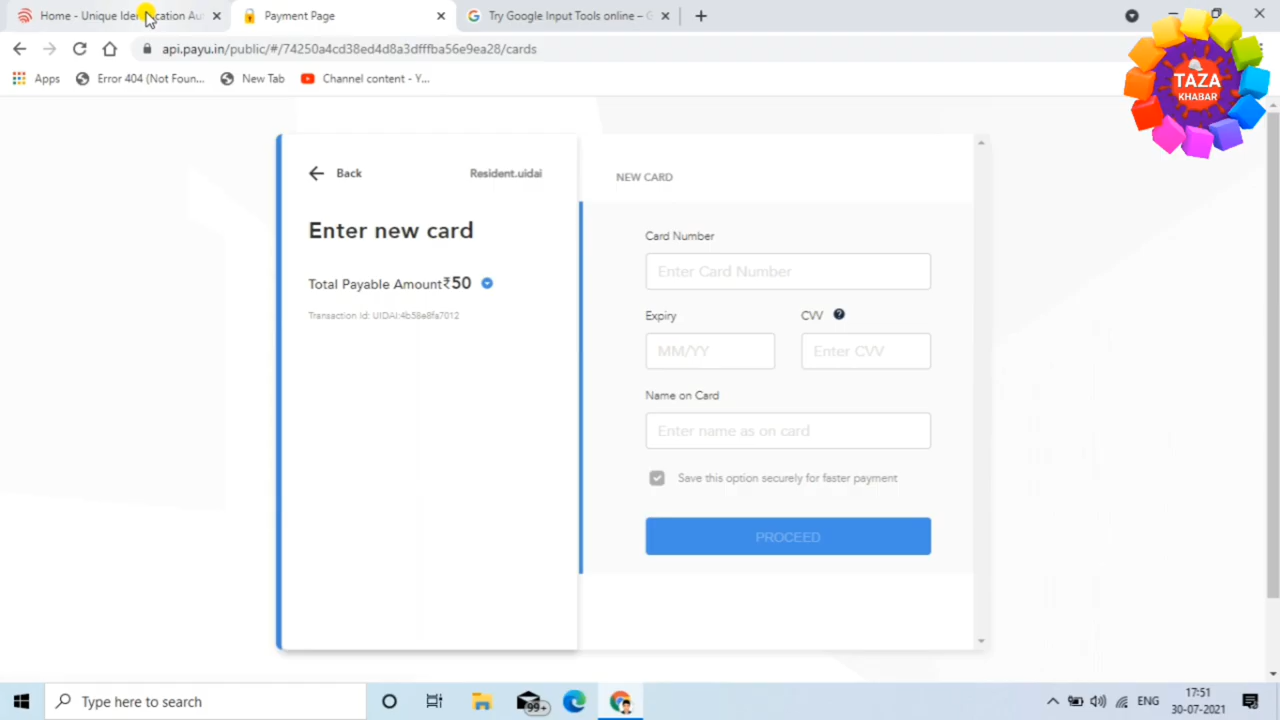 Home - Unique Identification Aut
Payment Page
Try Google Input Tools online – G
api.payu.in/public/#/74250a4cd38ed4d8a3dfffba56e9ea28/cards
Apps
Error 404 (Not Foun...
New Tab
Channel content - Y...
TAZA
KHABAR
Back
Resident.uidai
Enter new card
Total Payable Amount₹50
Transaction Id: UIDAI:4b58e8fa7012
NEW CARD
Card Number
Enter Card Number
Expiry
CVV
MM/YY
Enter CVV
Name on Card
Enter name as on card
Save this option securely for faster payment
PROCEED
Type here to search
99+
ENG
17:51
30-07-2021